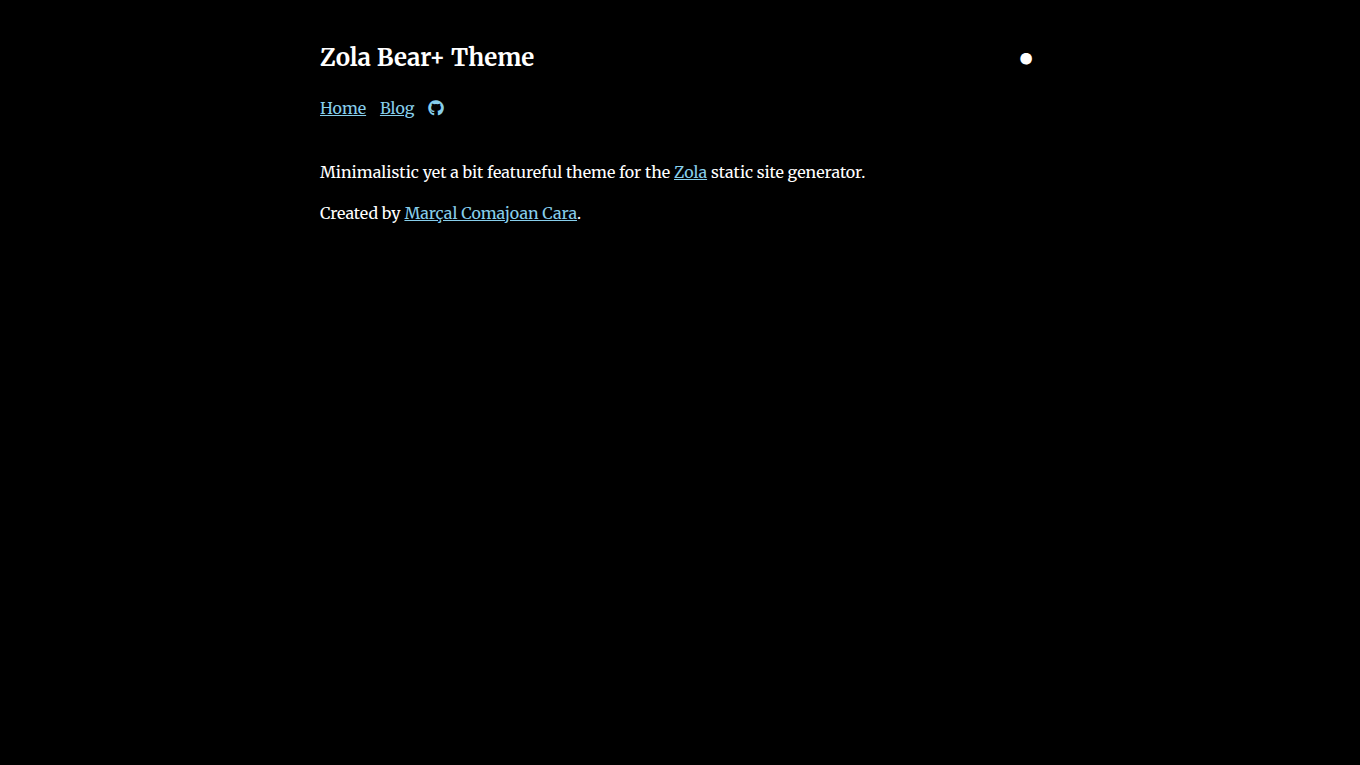 Zola Bear+ Theme
Home Blog
Minimalistic yet a bit featureful theme for the Zola static site generator.
Created by Marçal Comajoan Cara.